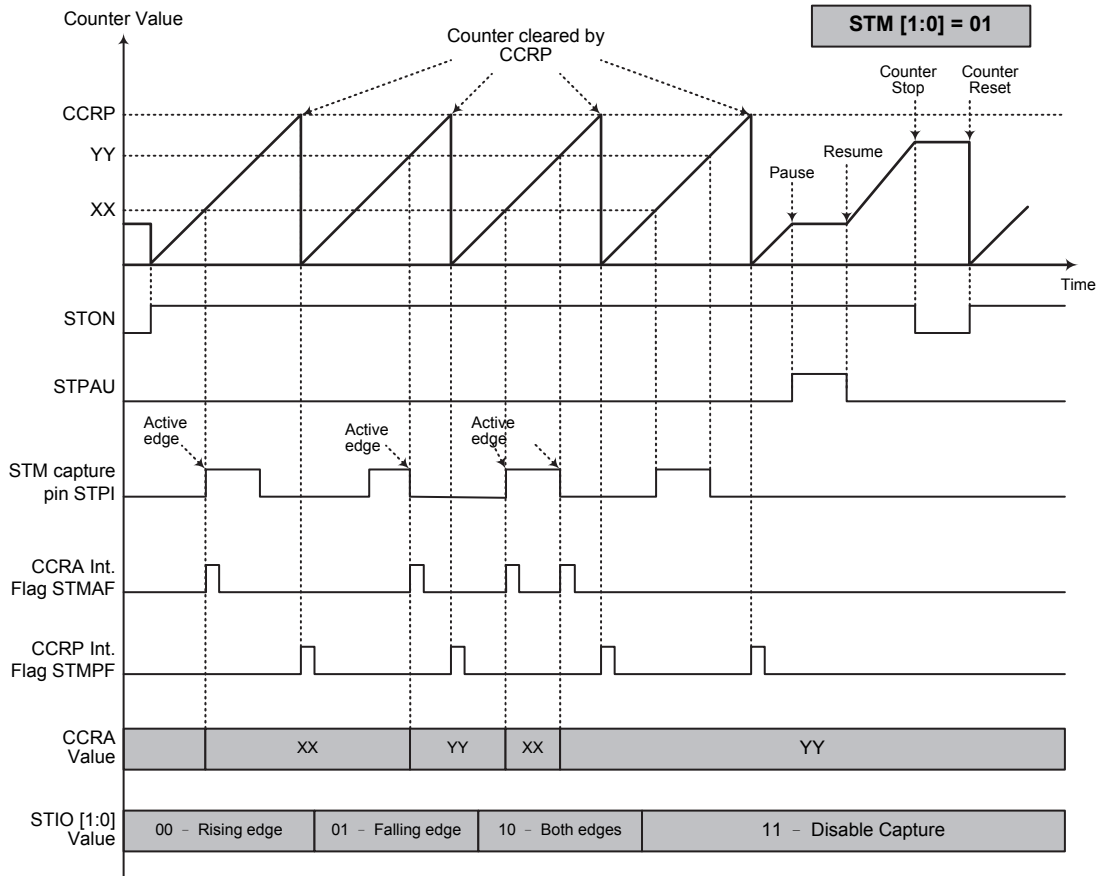 Counter Value
STM [1:0] = 01
Counter cleared by
CCRP
Counter
Stop
Counter
Reset
CCRP
YY
Resume
Pause
XX
Time
STON
STPAU
Active
edge
Active
edge
Active
edge
STM capture
pin STPI
CCRA Int.
Flag STMAF
CCRP Int.
Flag STMPF
CCRA
Value
XX
YY
XX
YY
STIO [1:0]
Value
00 – Rising edge
01 – Falling edge
10 – Both edges
11 – Disable Capture